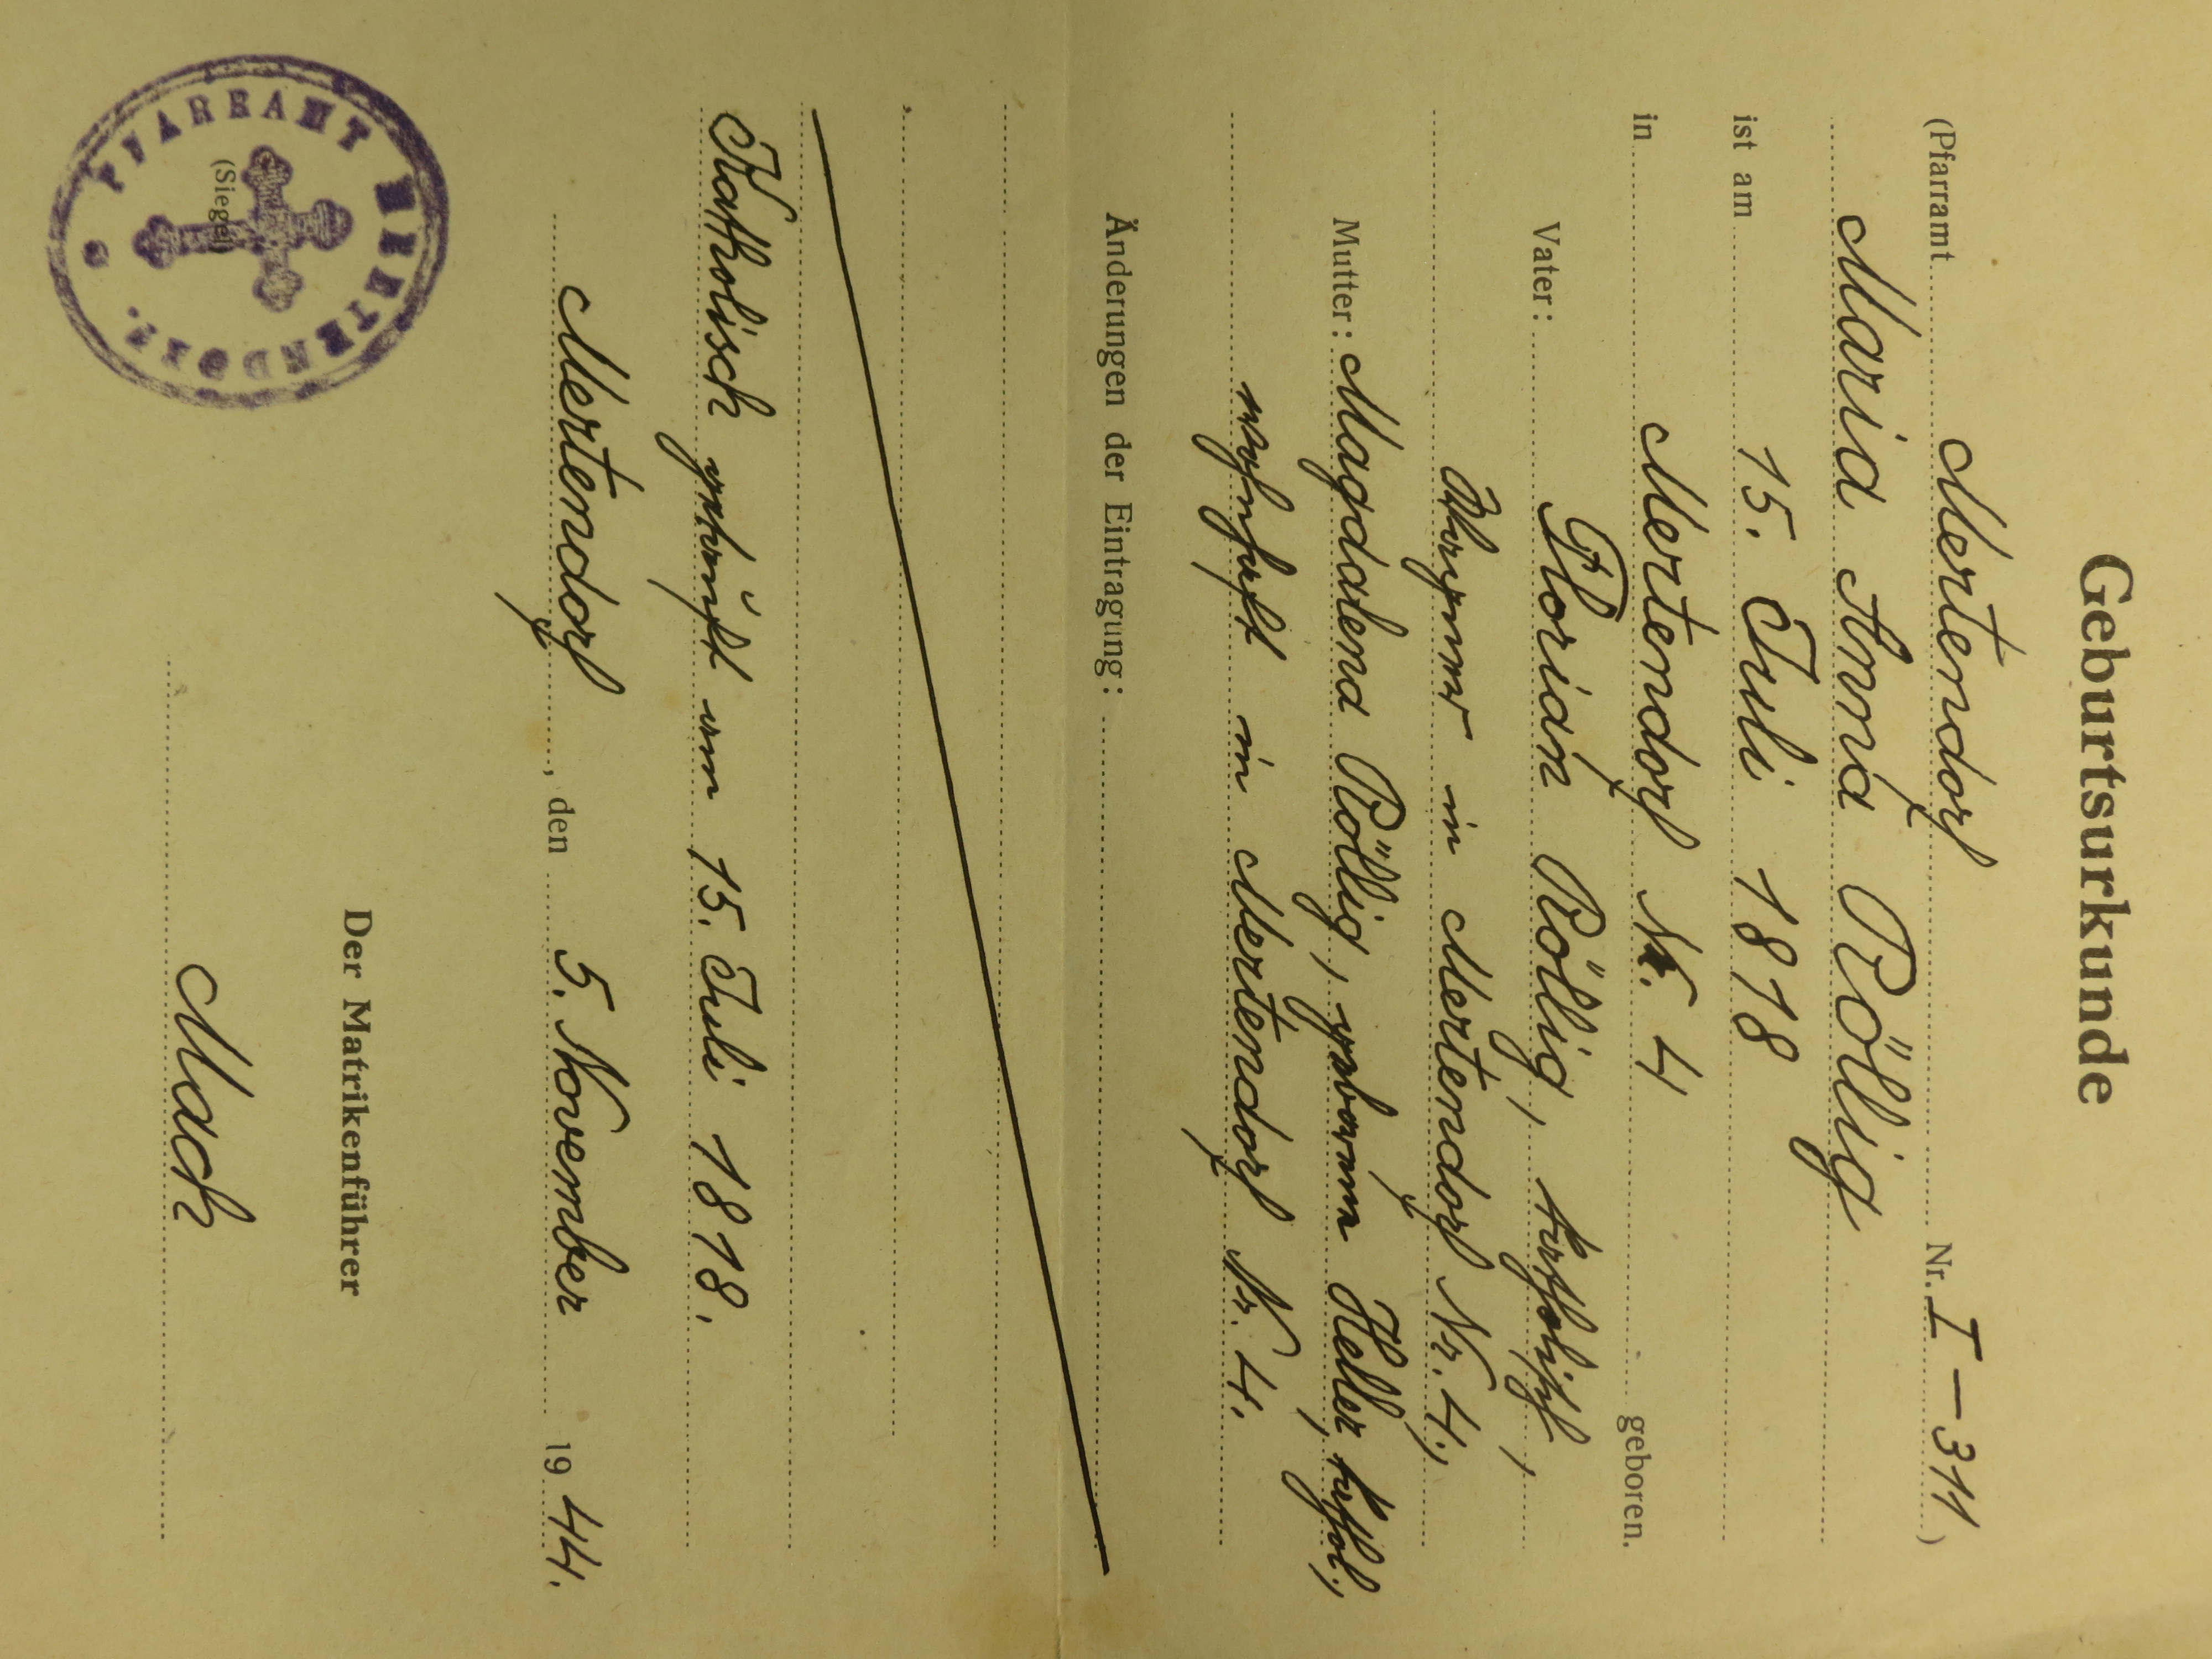 Geburtsurkunde
(Pfarramt Mertendorf Nr. I-311)
Maria Anna Röllig
ist am 15. Juli 1818
in Mertendorf Nr. 4 geboren.
Vater: Florian Röllig, katholisch,
Wagner in Mertendorf Nr. 4.,
Mutter: Magdalena Röllig, geborene Heller, kathol.,
wohnhaft in Mertendorf Nr. 4.
Änderungen der Eintragung:
Katholisch getauft am 15. Juli 1818.
Mertendorf, den 5. November 1944.
Der Matrikenführer
PFARRAMT MERTENDORF.
(Siegel)
Mach